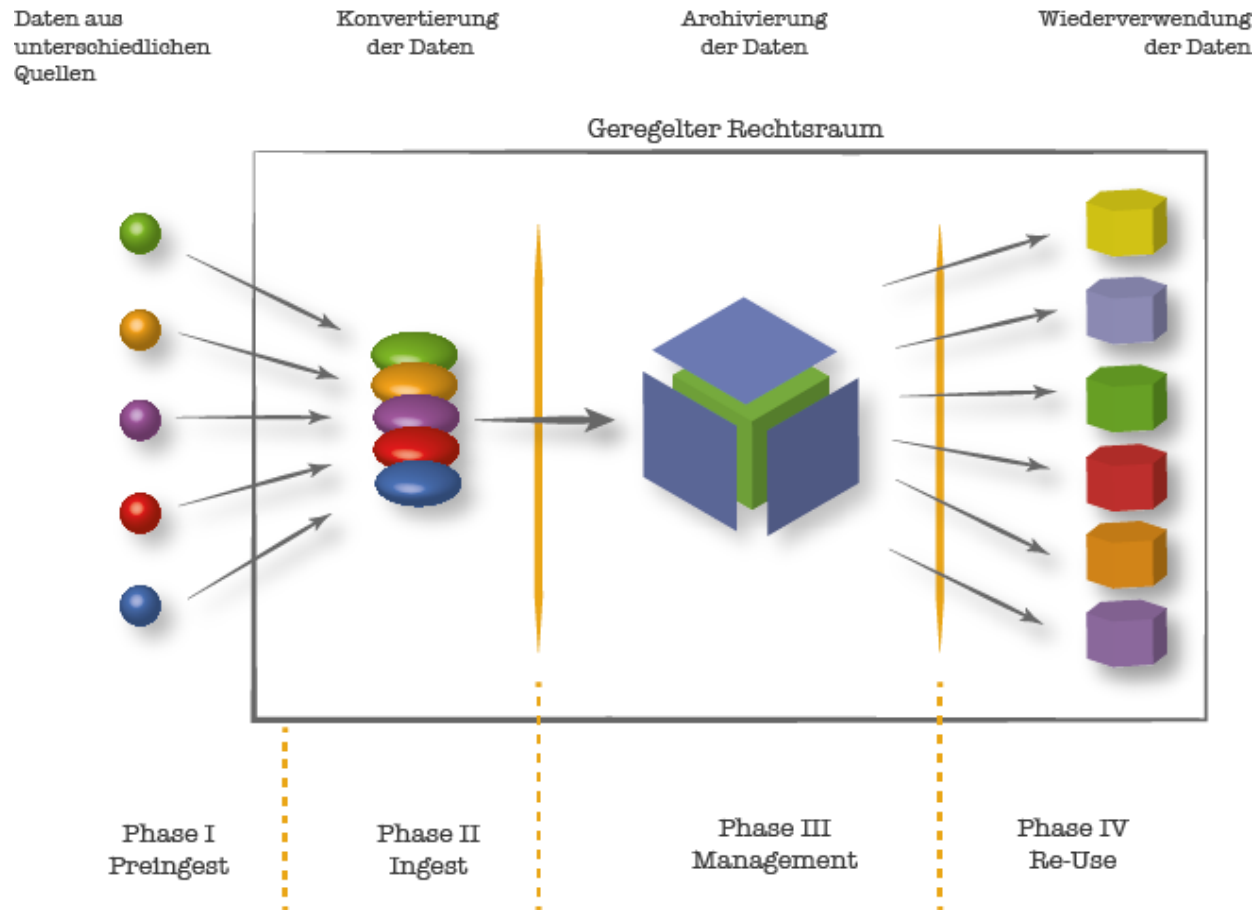 Daten aus
unterschiedlichen
Quellen
Konvertierung
der Daten
Archivierung
der Daten
Wiederverwendung
der Daten
Geregelter Rechtsraum
Phase I
Preingest
Phase II
Ingest
Phase III
Management
Phase IV
Re-Use